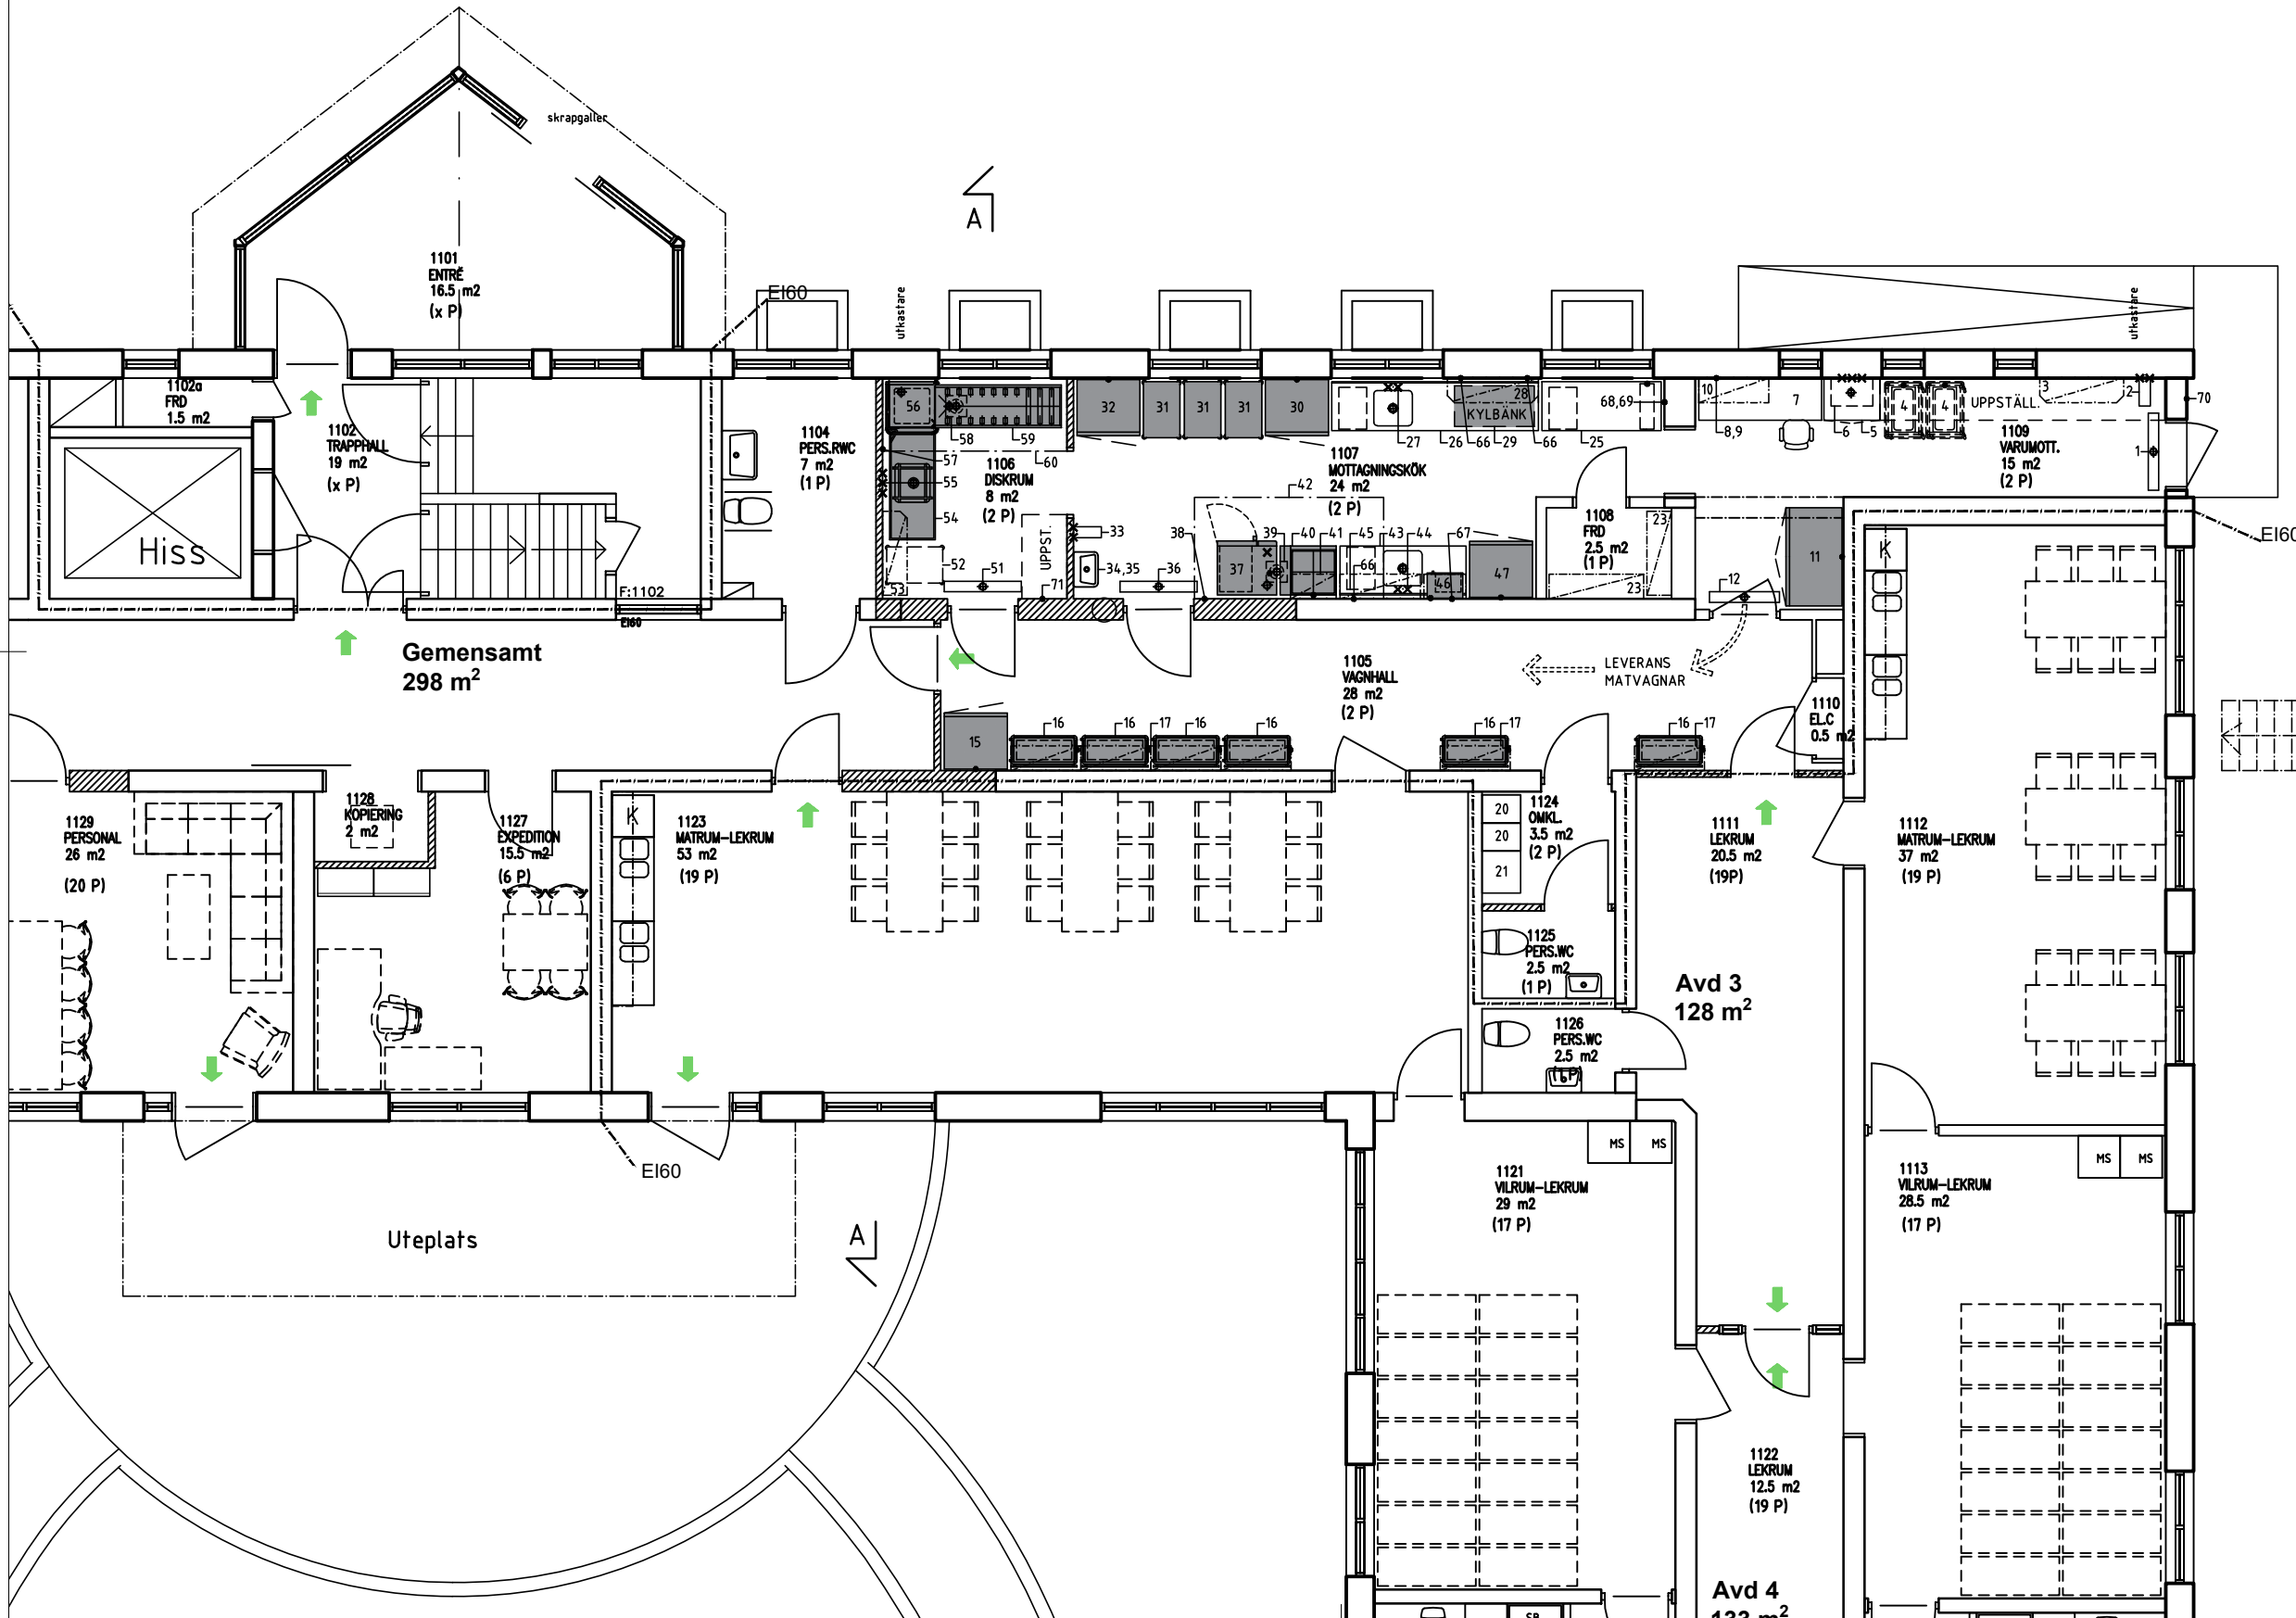 skrapgaller
A
1101
ENTRÉ
16.5 m2
(x P)
EI60
utkastare
utkastare
1102a
FRD
1.5 m2
1102
TRAPPHALL
19 m2
(x P)
Hiss
F:1102
EI60
1104
PERS.RWC
7 m2
(1 P)
56
58
59
57
60
55
54
52
53
51
1106
DISKRUM
8 m2
(2 P)
UPPST.
71
33
34,35
36
32
31
31
31
30
27
26
66
29
66
28
KYLBÄNK
25
68,69
1107
MOTTAGNINGSKÖK
24 m2
(2 P)
42
38
39
40
41
45
43
44
67
37
66
46
47
1108
FRD
2.5 m2
(1 P)
23
23
10
7
8,9
6
5
4
4
UPPSTÄLL.
3
2
1
70
1109
VARUMOTT.
15 m2
(2 P)
11
12
EI60
K
Gemensamt
298 m2
1105
VAGNHALL
28 m2
(2 P)
LEVERANS
MATVAGNAR
1110
EL.C
0.5 m2
15
16
16
17
16
16
16
17
16
17
1129
PERSONAL
26 m2
(20 P)
1128
KOPIERING
2 m2
1127
EXPEDITION
15.5 m2
(6 P)
K
1123
MATRUM-LEKRUM
53 m2
(19 P)
20
20
21
1124
OMKL.
3.5 m2
(2 P)
1125
PERS.WC
2.5 m2
(1 P)
1126
PERS.WC
2.5 m2
(1 P)
1111
LEKRUM
20.5 m2
(19P)
1112
MATRUM-LEKRUM
37 m2
(19 P)
Avd 3
128 m2
EI60
MS
MS
MS
MS
1121
VILRUM-LEKRUM
29 m2
(17 P)
1113
VILRUM-LEKRUM
28.5 m2
(17 P)
Uteplats
A
1122
LEKRUM
12.5 m2
(19 P)
Avd 4
133 m2
SB